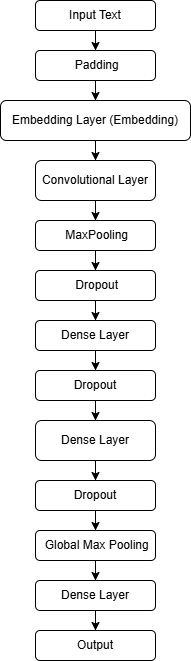 Input Text
Padding
Embedding Layer (Embedding)
Convolutional Layer
MaxPooling
Dropout
Dense Layer
Dropout
Dense Layer
Dropout
Global Max Pooling
Dense Layer
Output